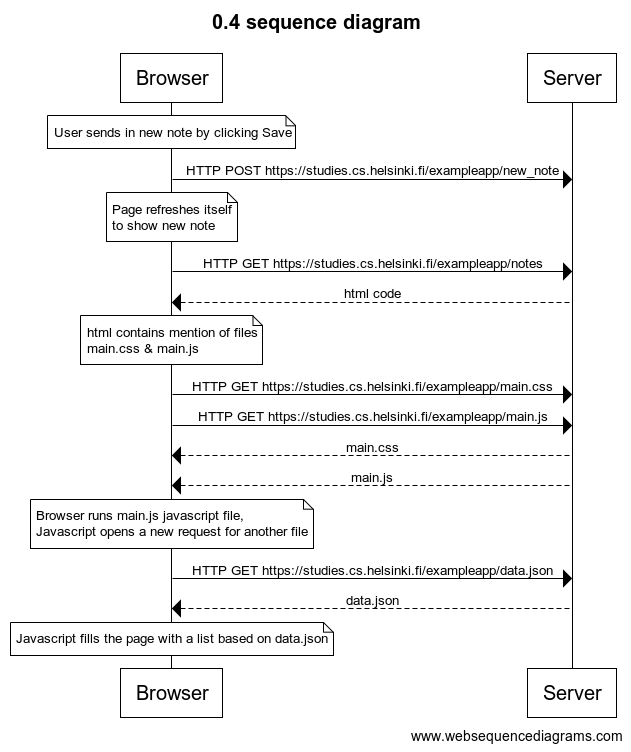 0.4 sequence diagram
Browser
Server
User sends in new note by clicking Save
HTTP POST https://studies.cs.helsinki.fi/exampleapp/new_note
Page refreshes itself
to show new note
HTTP GET https://studies.cs.helsinki.fi/exampleapp/notes
html code
html contains mention of files
main.css & main.js
HTTP GET https://studies.cs.helsinki.fi/exampleapp/main.css
HTTP GET https://studies.cs.helsinki.fi/exampleapp/main.js
main.css
main.js
Browser runs main.js javascript file,
Javascript opens a new request for another file
HTTP GET https://studies.cs.helsinki.fi/exampleapp/data.json
data.json
Javascript fills the page with a list based on data.json
Browser
Server
www.websequencediagrams.com